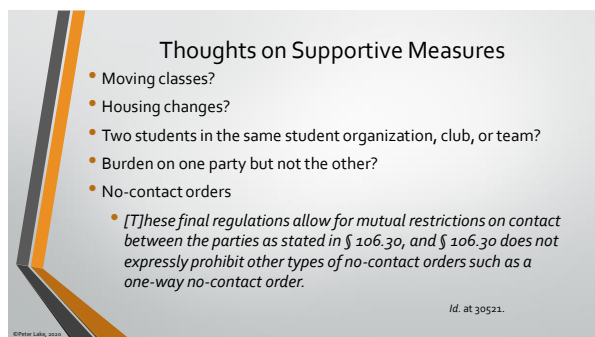 Thoughts on Supportive Measures
• Moving classes?
• Housing changes?
• Two students in the same student organization, club, or team?
• Burden on one party but not the other?
• No-contact orders
• [T]hese final regulations allow for mutual restrictions on contact
between the parties as stated in § 106.30, and § 106.30 does not
expressly prohibit other types of no-contact orders such as a
one-way no-contact order.
Id. at 30521.
©Peter Lake, 2020